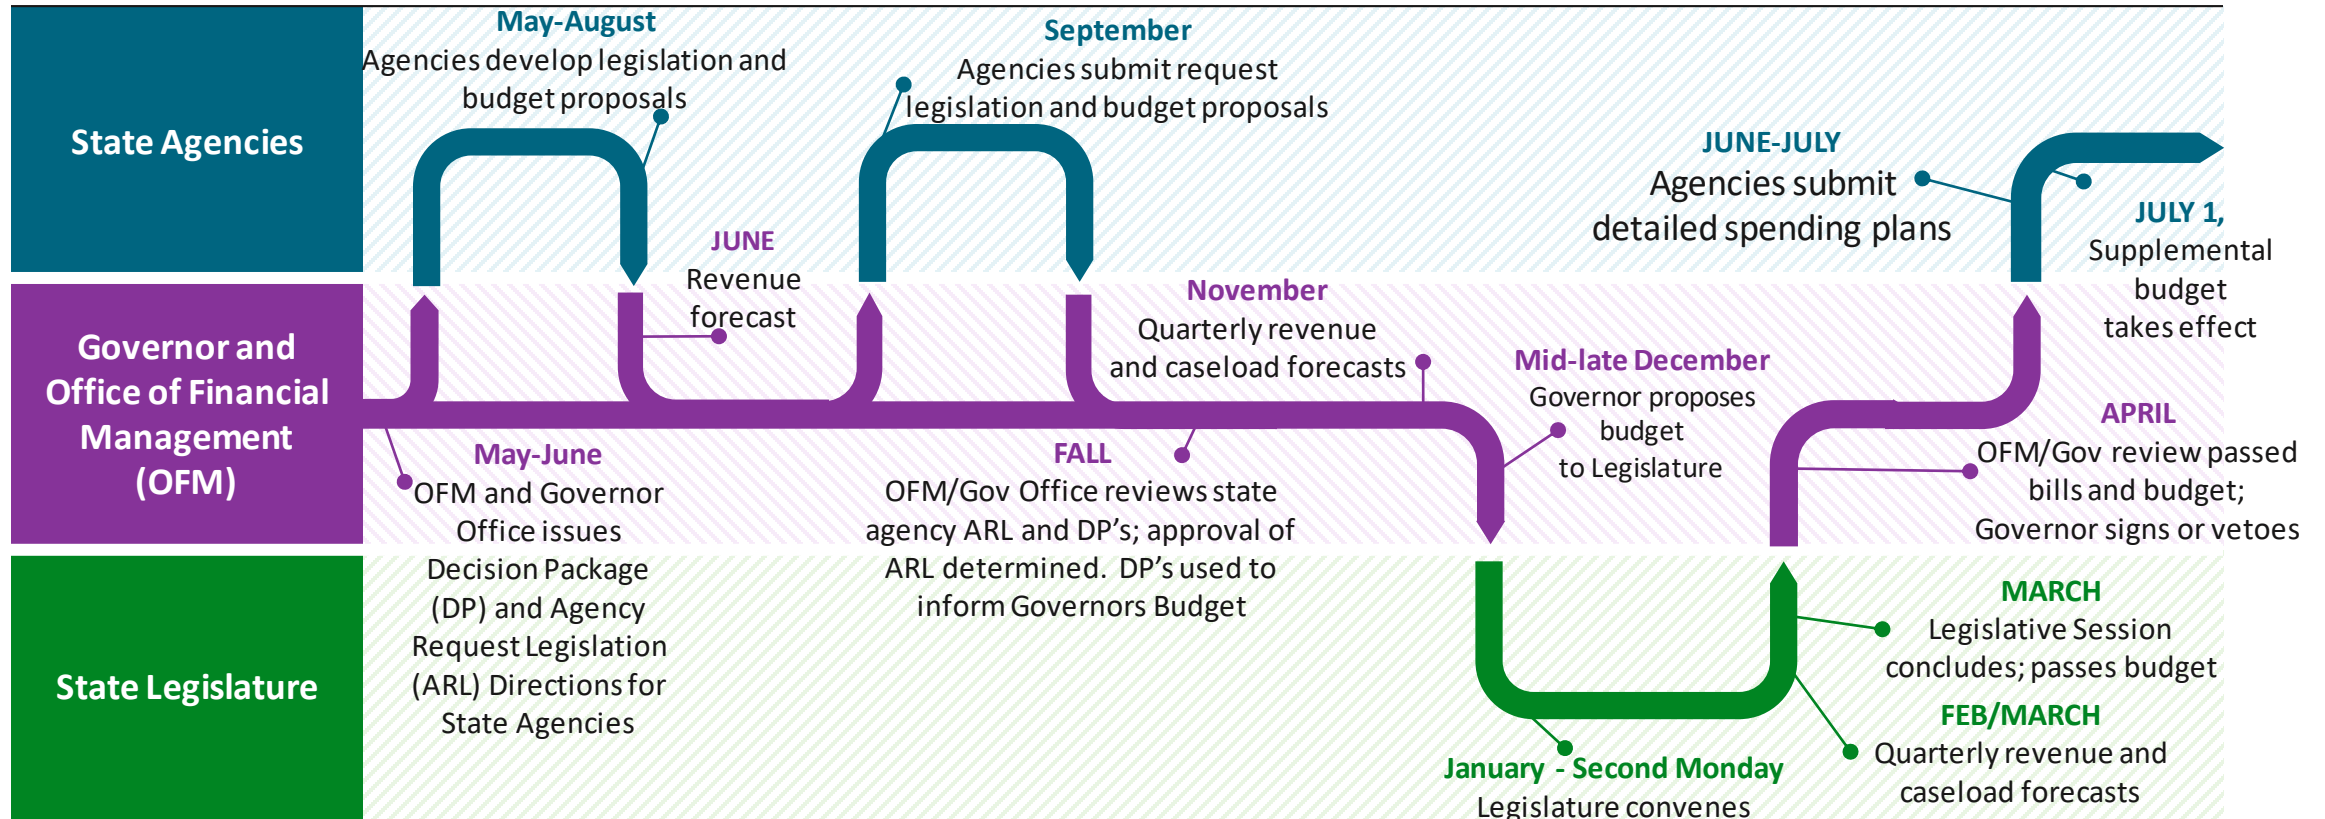 State Agencies
May-August
Agencies develop legislation and
budget proposals
September
Agencies submit request
legislation and budget proposals
JUNE-JULY
Agencies submit
detailed spending plans
JULY 1,
Supplemental
budget
takes effect
Governor and
Office of Financial
Management
(OFM)
JUNE
Revenue
forecast
November
Quarterly revenue
and caseload forecasts
Mid-late December
Governor proposes
budget
to Legislature
APRIL
OFM/Gov review passed
bills and budget;
Governor signs or vetoes
May-June
OFM and Governor
Office issues
Decision Package
(DP) and Agency
Request Legislation
(ARL) Directions for
State Agencies
FALL
OFM/Gov Office reviews state
agency ARL and DP's; approval of
ARL determined. DP's used to
inform Governors Budget
State Legislature
MARCH
Legislative Session
concludes; passes budget
FEB/MARCH
Quarterly revenue and
caseload forecasts
January - Second Monday
Legislature convenes